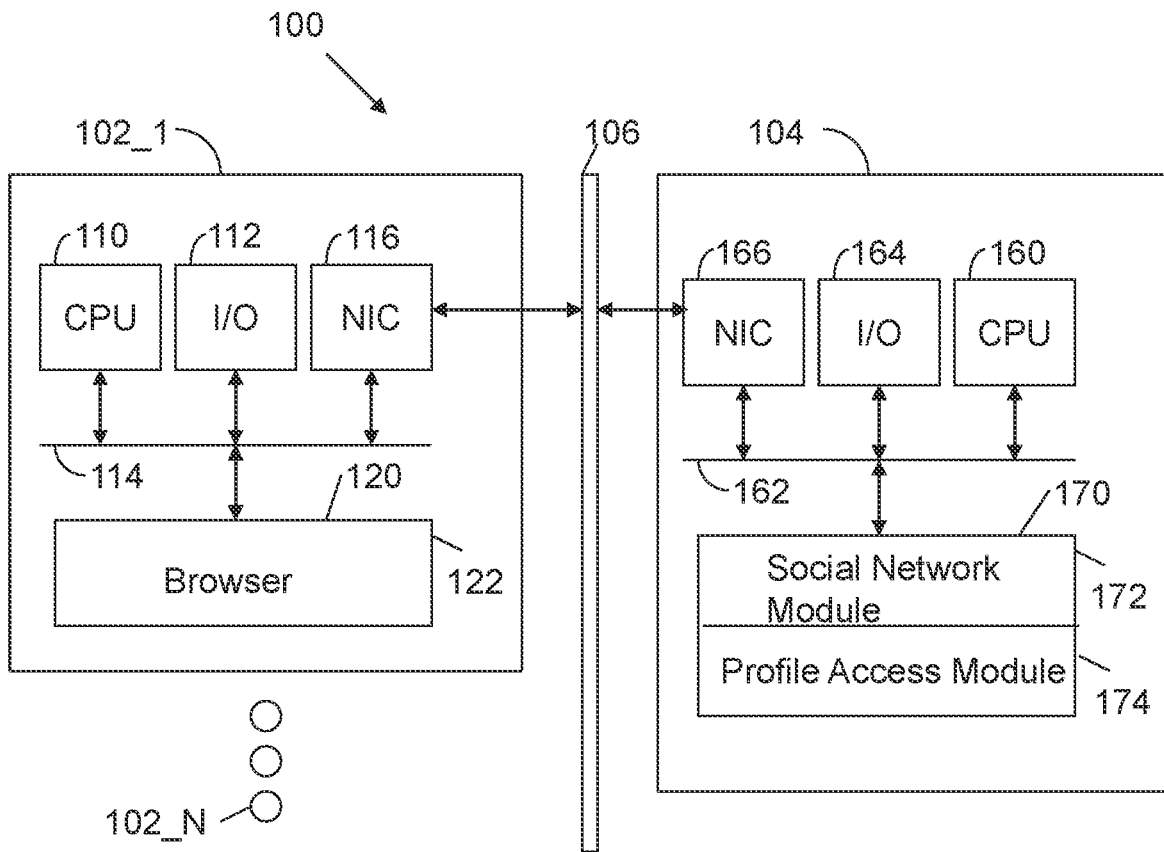 100
102_1
106
104
110
112
116
166
164
160
CPU
I/O
NIC
NIC
I/O
CPU
114
120
162
170
Browser
122
Social Network
Module
172
Profile Access Module
174
102_N